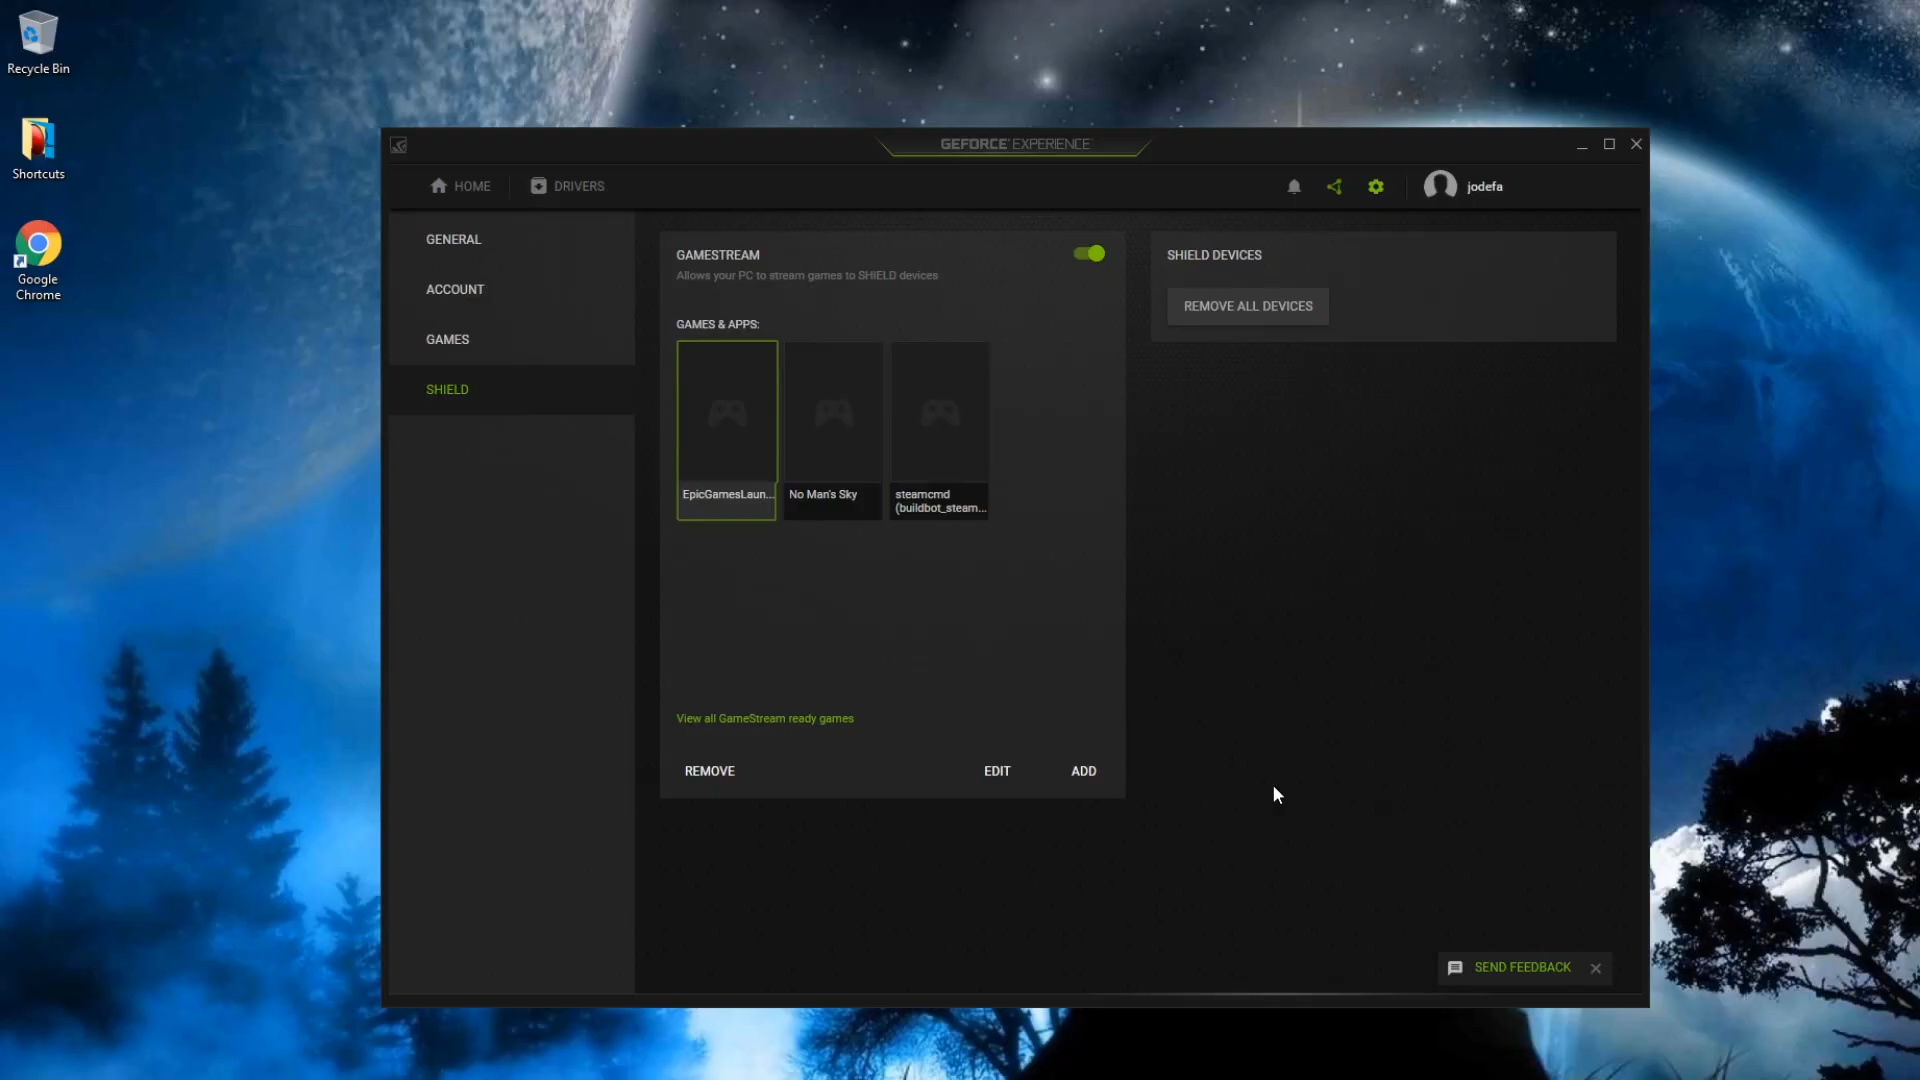 Recycle Bin
Shortcuts
Google
Chrome
GEFORCE EXPERIENCE
HOME
DRIVERS
jodefa
GENERAL
ACCOUNT
GAMES
SHIELD
GAMESTREAM
Allows your PC to stream games to SHIELD devices
GAMES & APPS:
EpicGamesLaun...
No Man's Sky
steamcmd
(buildbot_steam...
View all GameStream ready games
REMOVE
EDIT
ADD
SHIELD DEVICES
REMOVE ALL DEVICES
SEND FEEDBACK